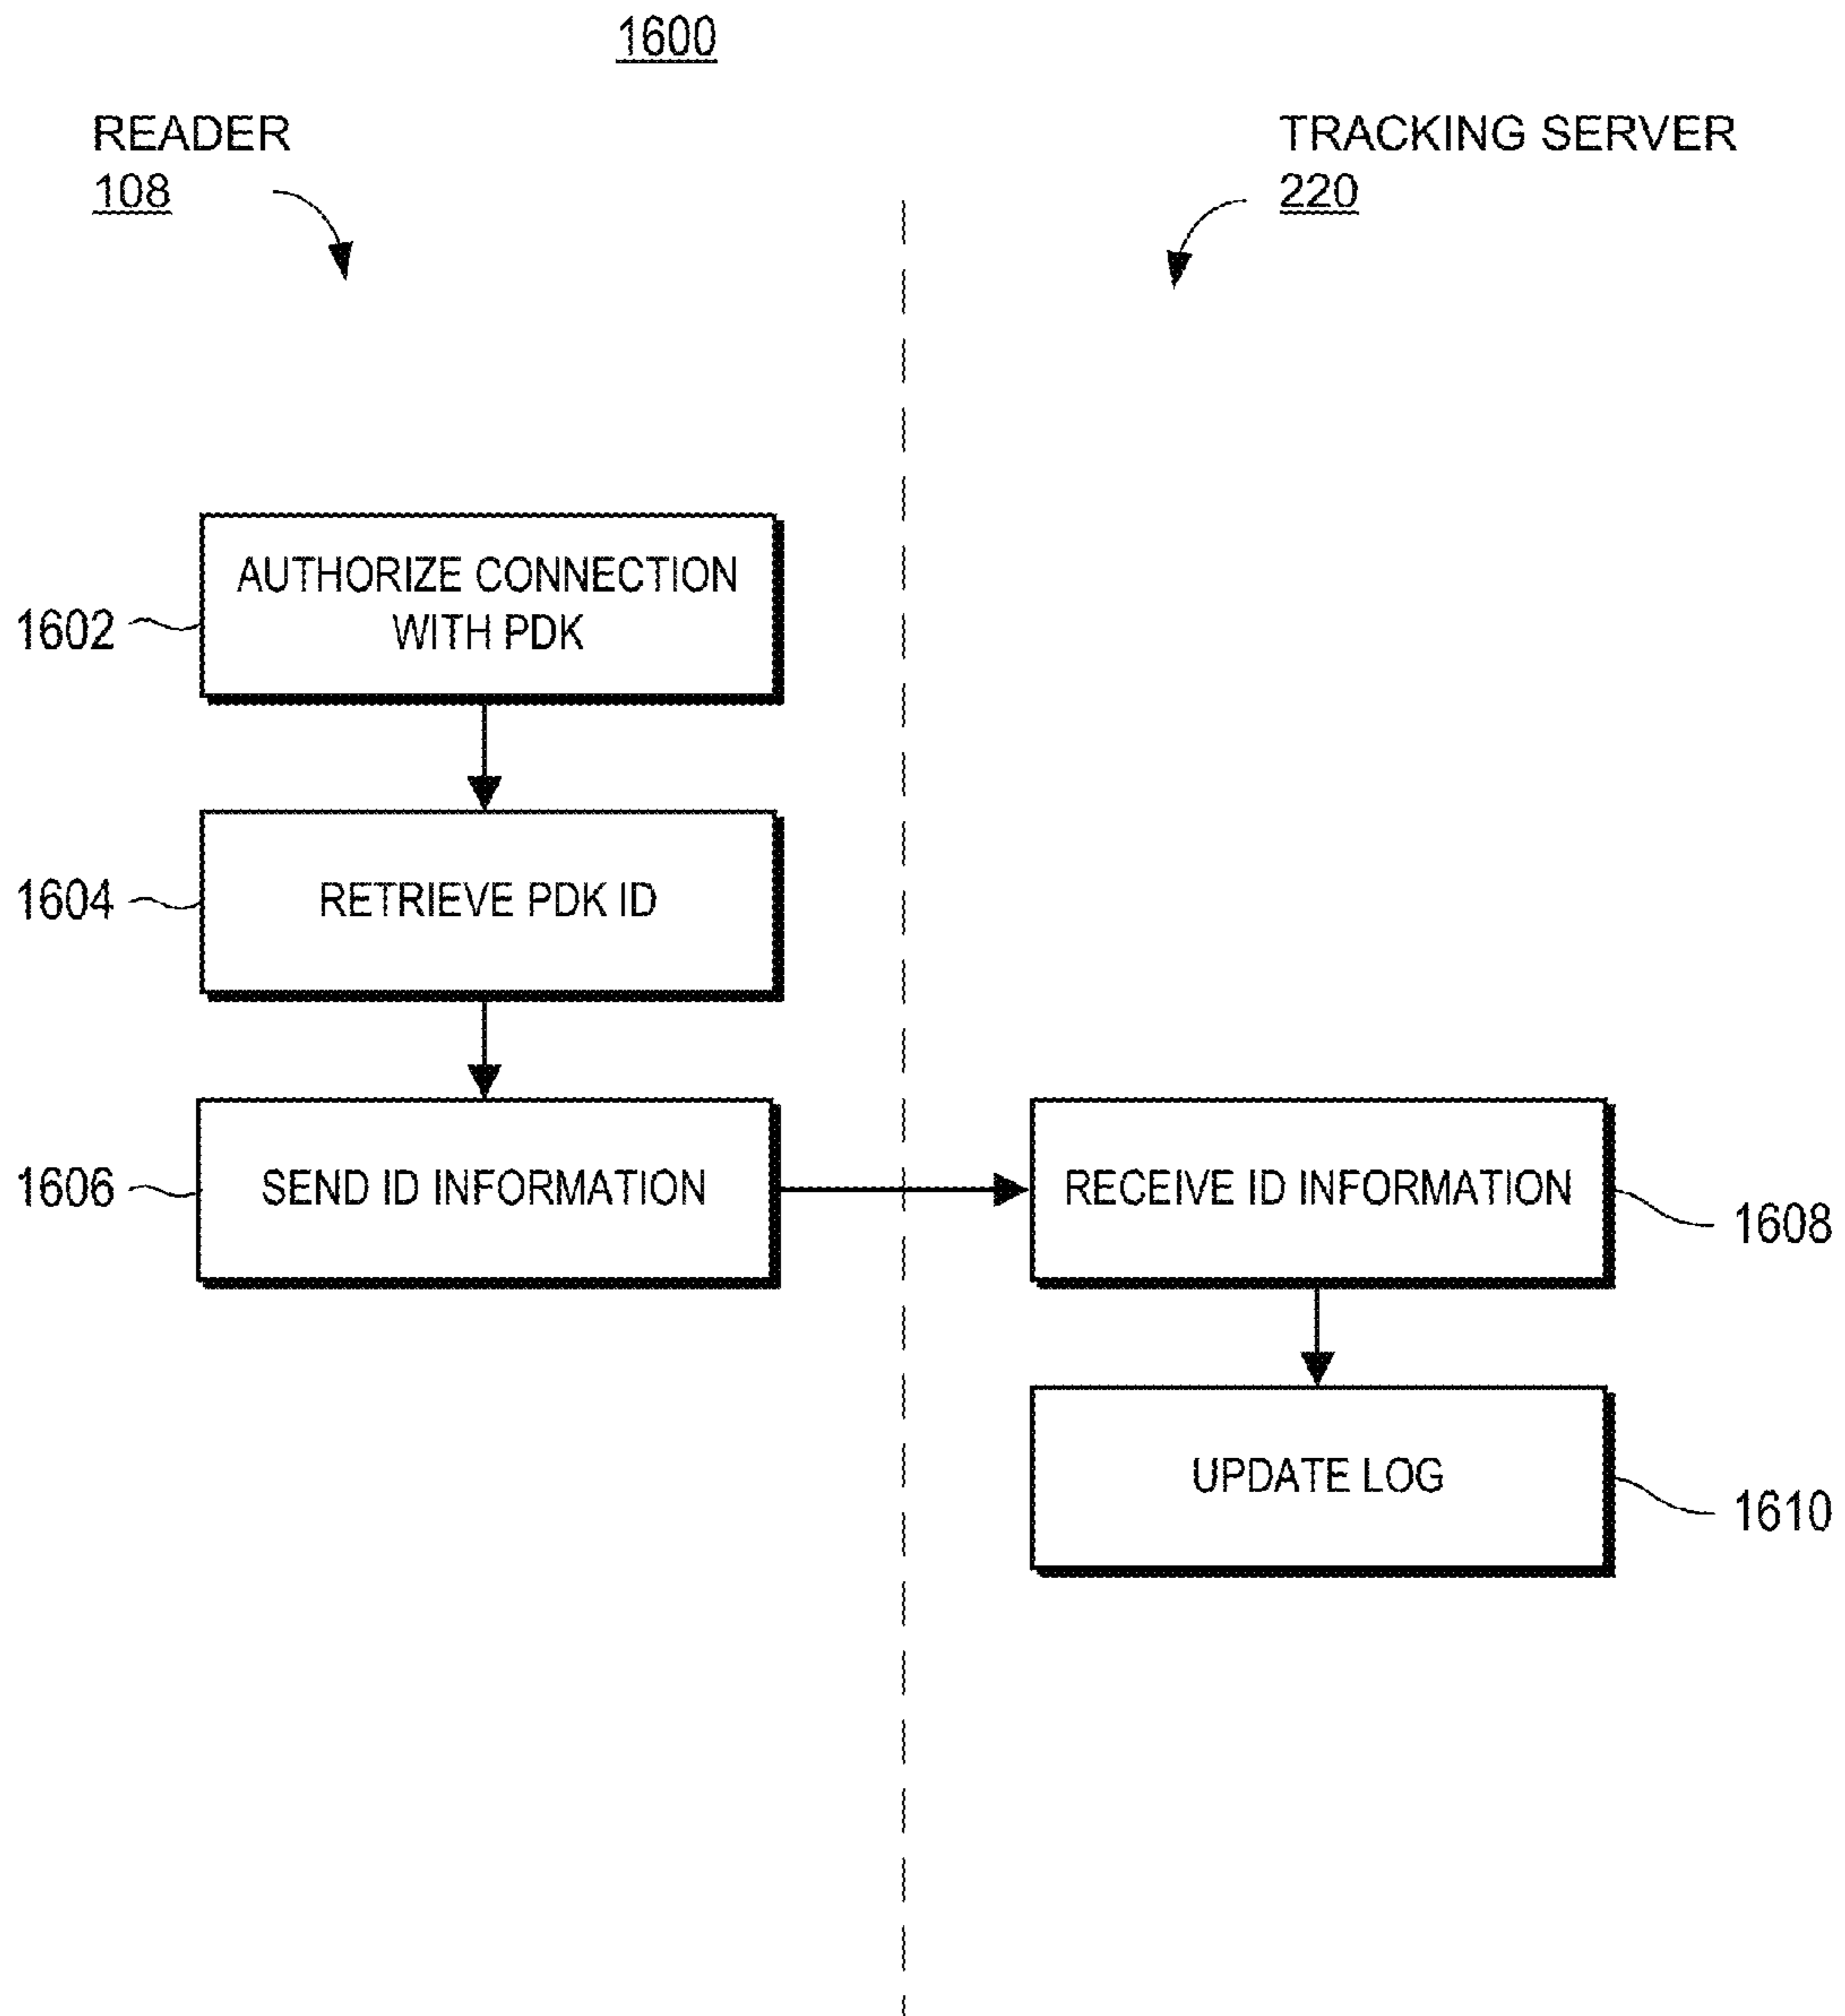 1600
READER
108
TRACKING SERVER
220
1602
AUTHORIZE CONNECTION
WITH PDK
1604
RETRIEVE PDK ID
1606
SEND ID INFORMATION
RECEIVE ID INFORMATION
1608
UPDATE LOG
1610